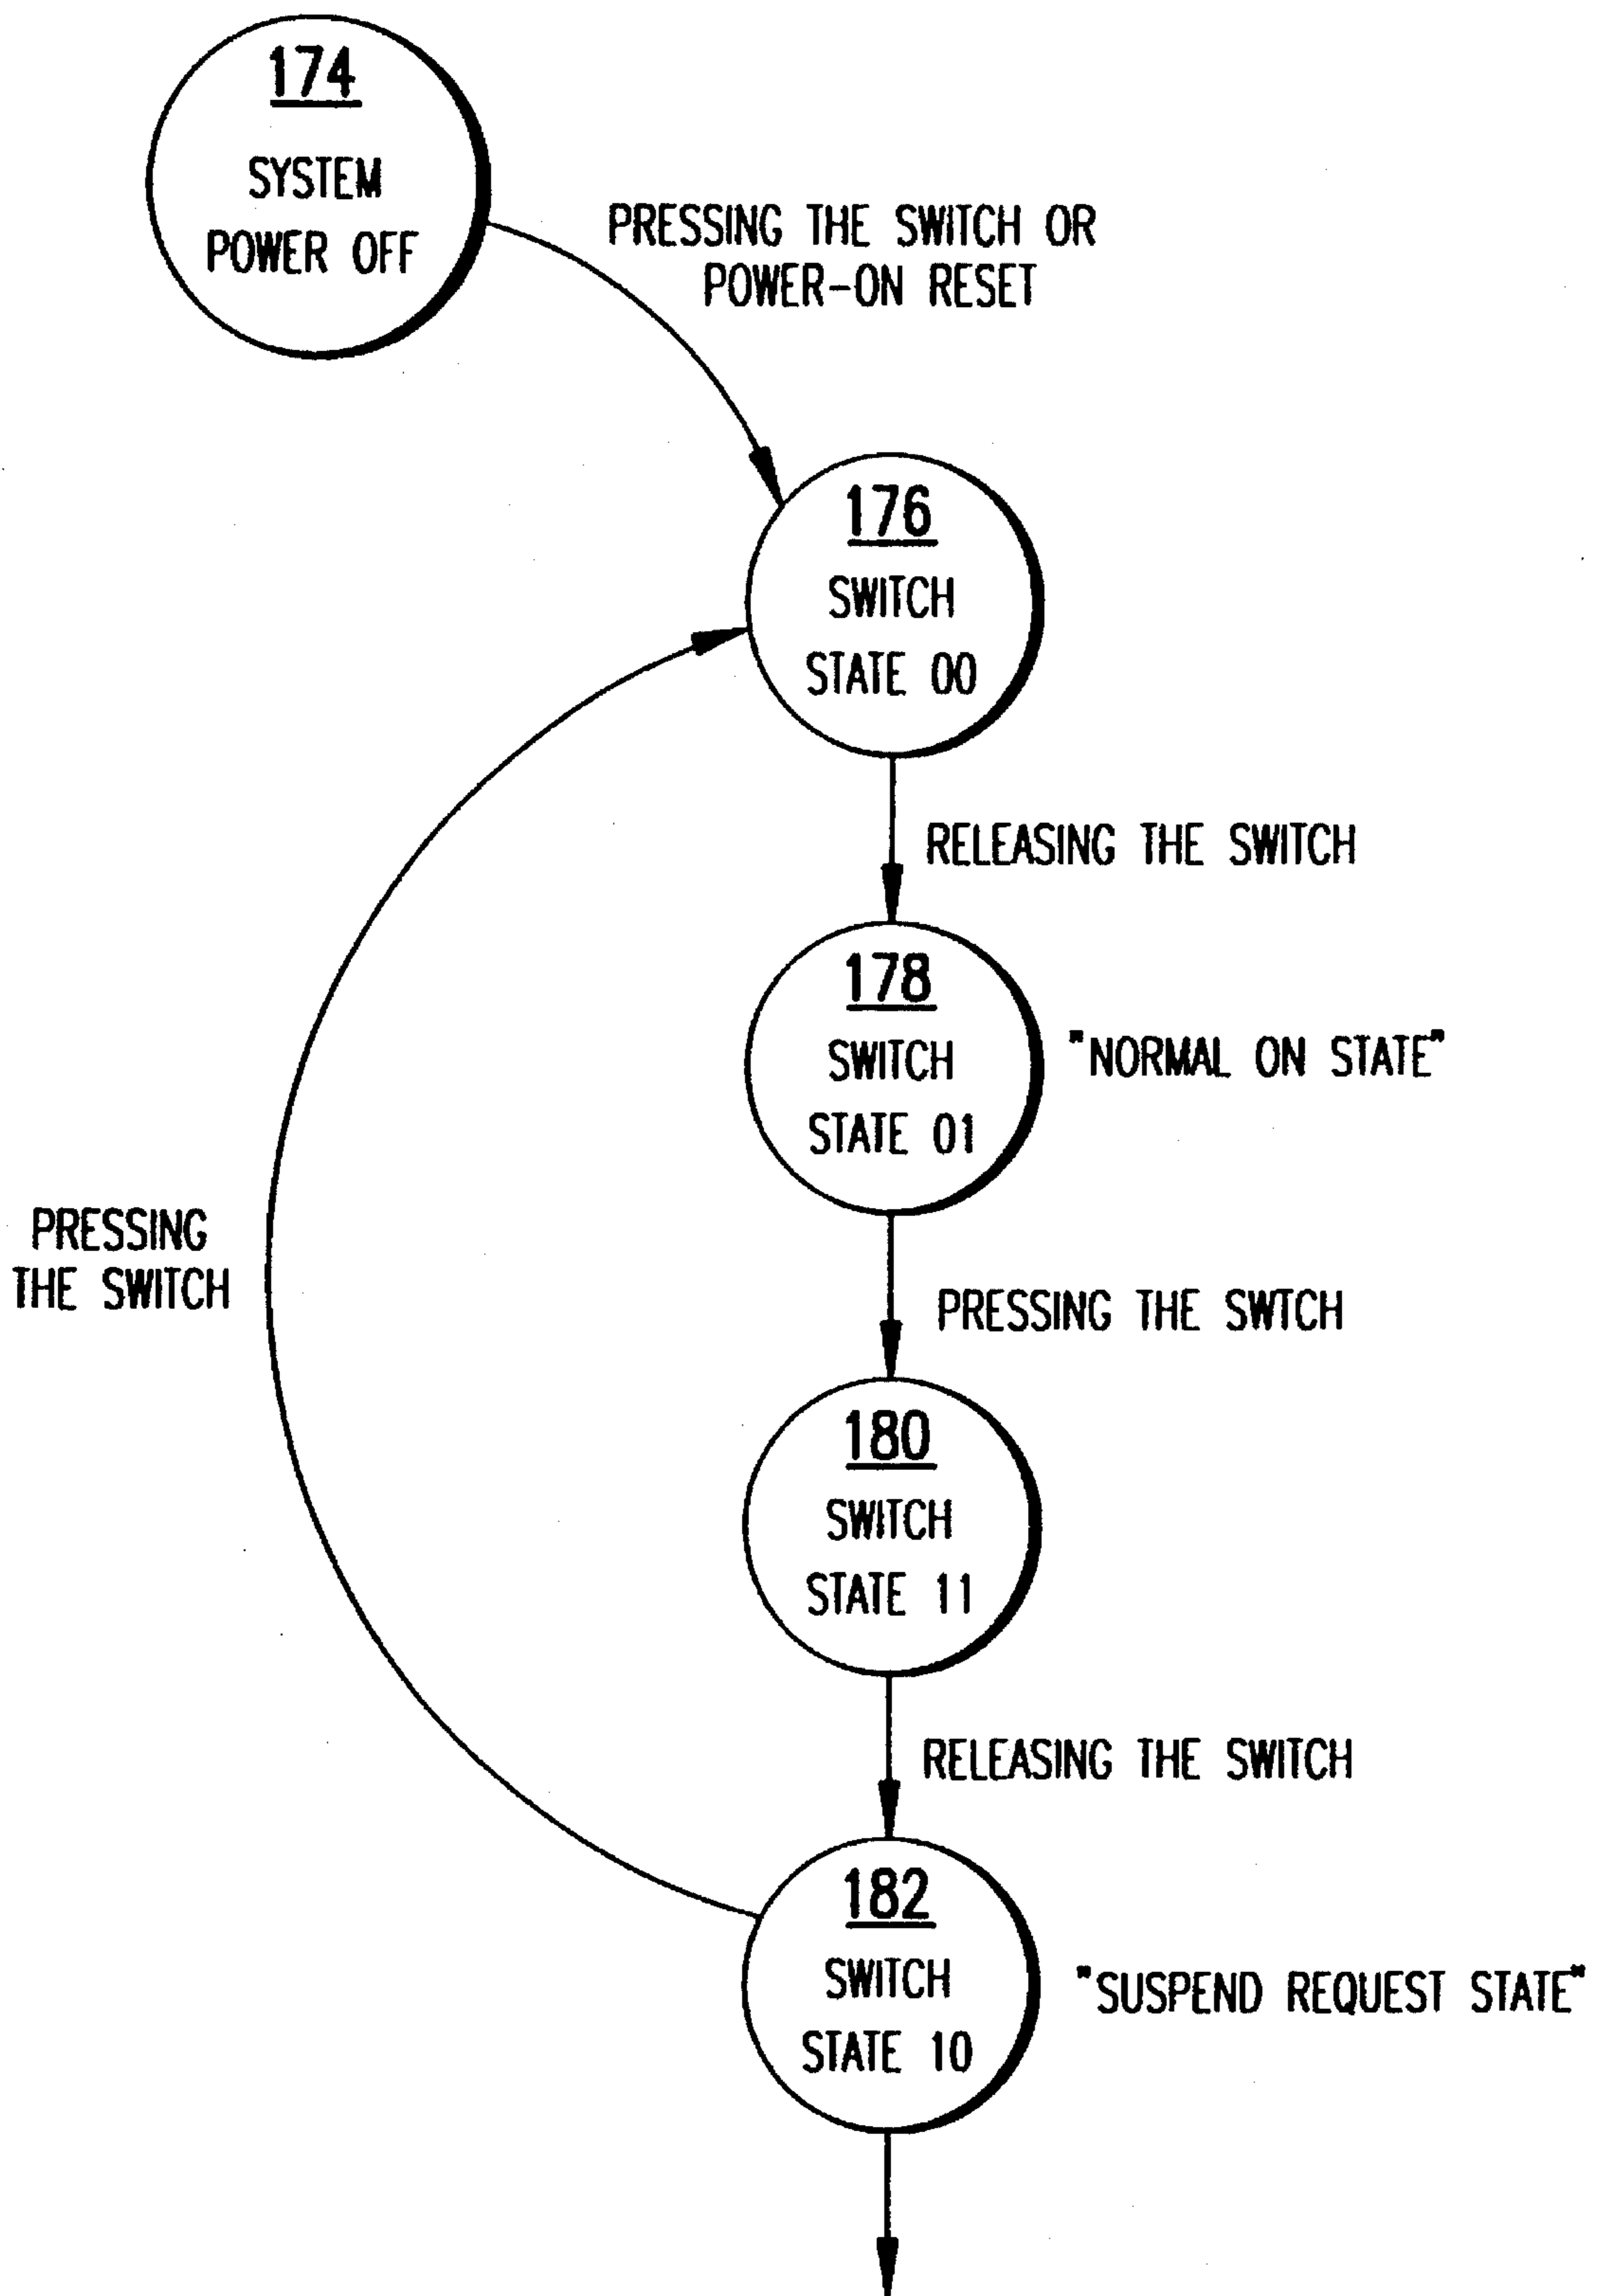 174
SYSTEM
POWER OFF
PRESSING THE SWITCH OR
POWER-ON RESET
176
SWITCH
STATE 00
RELEASING THE SWITCH
178
SWITCH
STATE 01
"NORMAL ON STATE"
PRESSING
THE SWITCH
PRESSING THE SWTCH
180
SWITCH
STATE 11
RELEASING THE SWITCH
182
SWITCH
STATE 10
"SUSPEND REQUEST STATE"